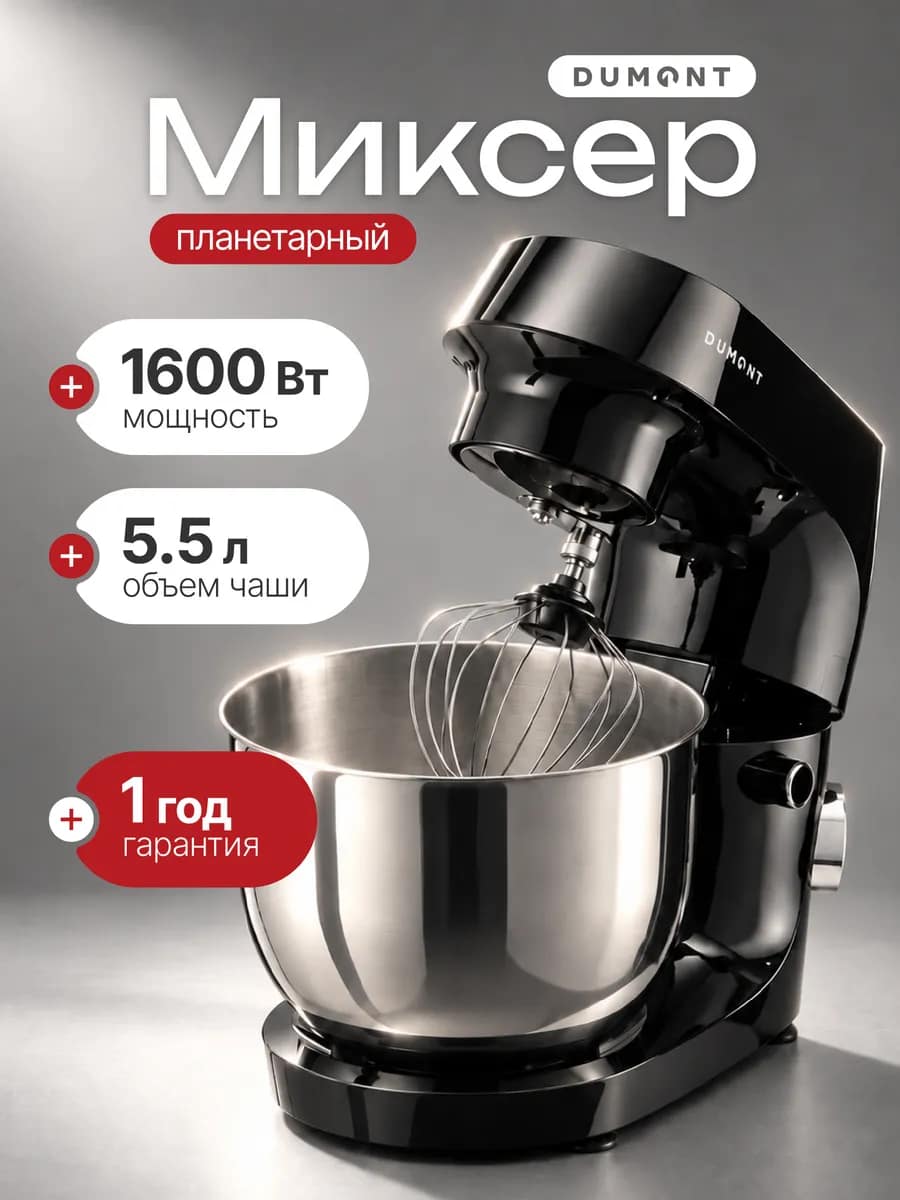 DUMONT
Миксер
планетарный
DUMONT
1600 Вт
мощность
5.5 л
объем чаши
1 год
гарантия